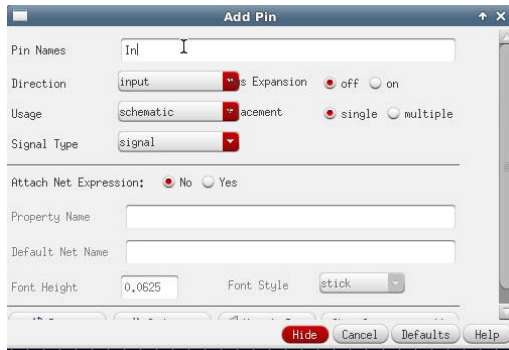 Add Pin
Pin Names In
Direction input s Expansion off on
Usage schematic acement single multiple
Signal Type signal
Attach Net Expression: No Yes
Property Name
Default Net Name
Font Height 0.0625 Font Style stick
Hide Cancel Defaults Help